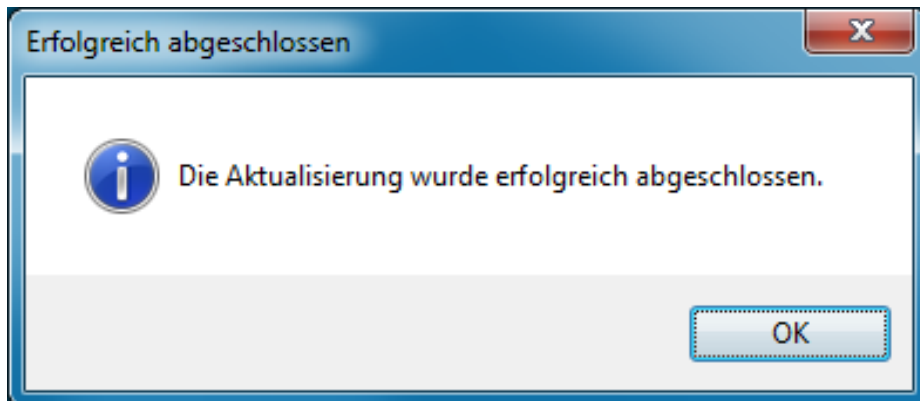 Erfolgreich abgeschlossen
Die Aktualisierung wurde erfolgreich abgeschlossen.
OK